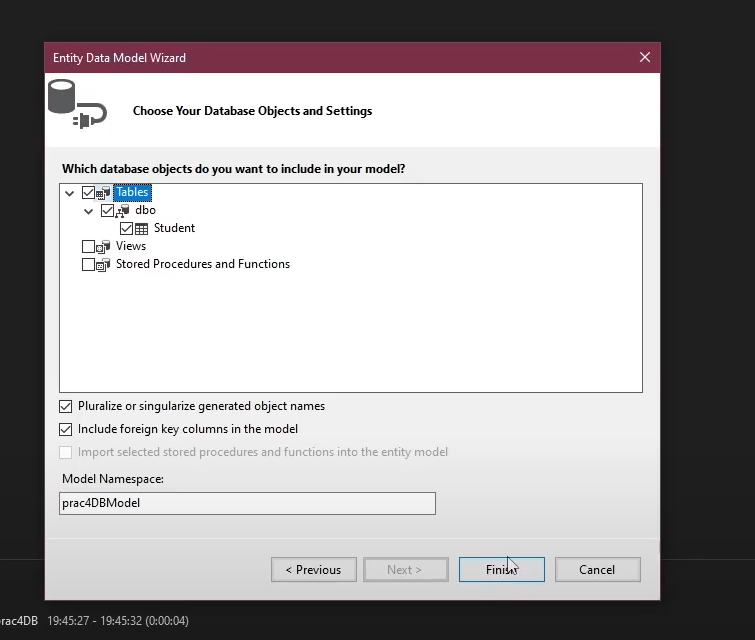 Entity Data Model Wizard
Choose Your Database Objects and Settings
Which database objects do you want to include in your model?
Tables
dbo
Student
Views
Stored Procedures and Functions
Pluralize or singularize generated object names
Include foreign key columns in the model
Import selected stored procedures and functions into the entity model
Model Namespace:
prac4DBModel
< Previous
Next >
Finish
Cancel
rac4DB 19:45:27 - 19:45:32 (0:00:04)